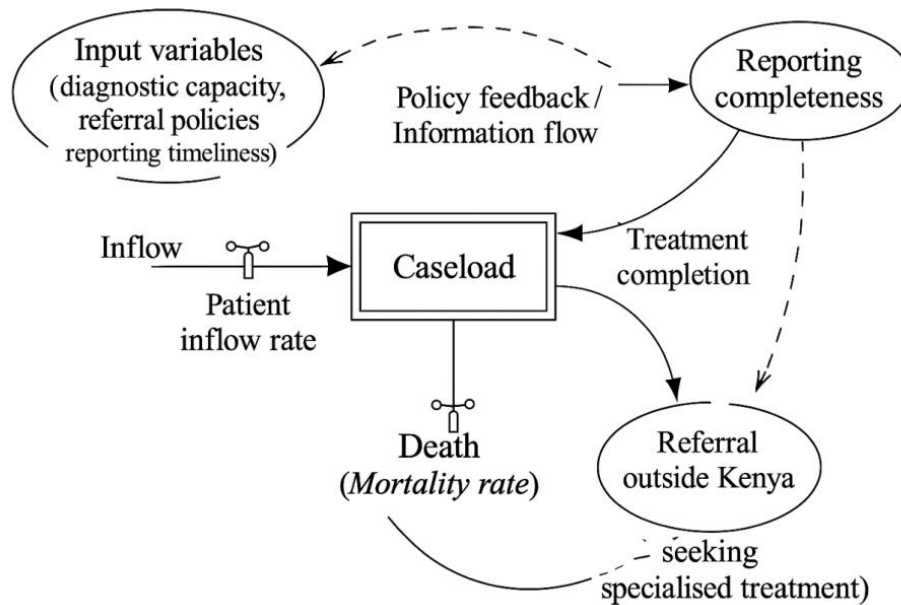 Input variables
(diagnostic capacity,
referral policies
reporting timeliness)
Policy feedback /
Information flow
Reporting
completeness
Inflow
Patient
inflow rate
Caseload
Treatment
completion
Death
(Mortality rate)
Referral
outside Kenya
seeking
specialised treatment)